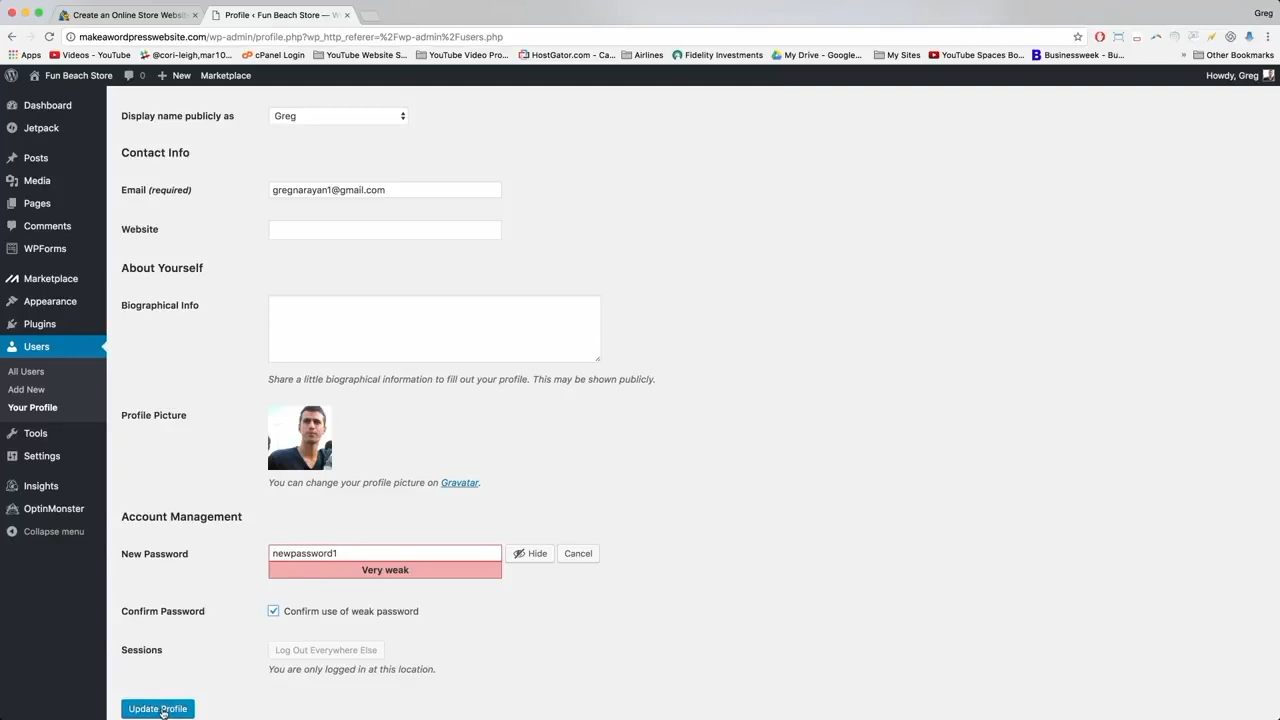 Create an Online Store Websit
Profile ‹ Fun Beach Store — W
Greg
makeawordpresswebsite.com/wp-admin/profile.php?wp_http_referer=%2Fwp-admin%2Fusers.php
Apps
Videos - YouTube
@cori-leigh,mar10...
cPanel Login
YouTube Website S...
YouTube Video Pro...
HostGator.com - Ca...
Airlines
Fidelity Investments
My Drive - Google...
My Sites
YouTube Spaces Bo...
Businessweek - Bu...
»
Other Bookmarks
Fun Beach Store
0
New
Marketplace
Howdy, Greg
Dashboard
Jetpack
Posts
Media
Pages
Comments
WPForms
Marketplace
Appearance
Plugins
Users
All Users
Add New
Your Profile
Tools
Settings
Insights
OptinMonster
Collapse menu
Display name publicly as
Greg
Contact Info
Email (required)
gregnarayan1@gmail.com
Website
About Yourself
Biographical Info
Share a little biographical information to fill out your profile. This may be shown publicly.
Profile Picture
You can change your profile picture on Gravatar.
Account Management
New Password
newpassword1
Hide
Cancel
Very weak
Confirm Password
Confirm use of weak password
Sessions
Log Out Everywhere Else
You are only logged in at this location.
Update Profile